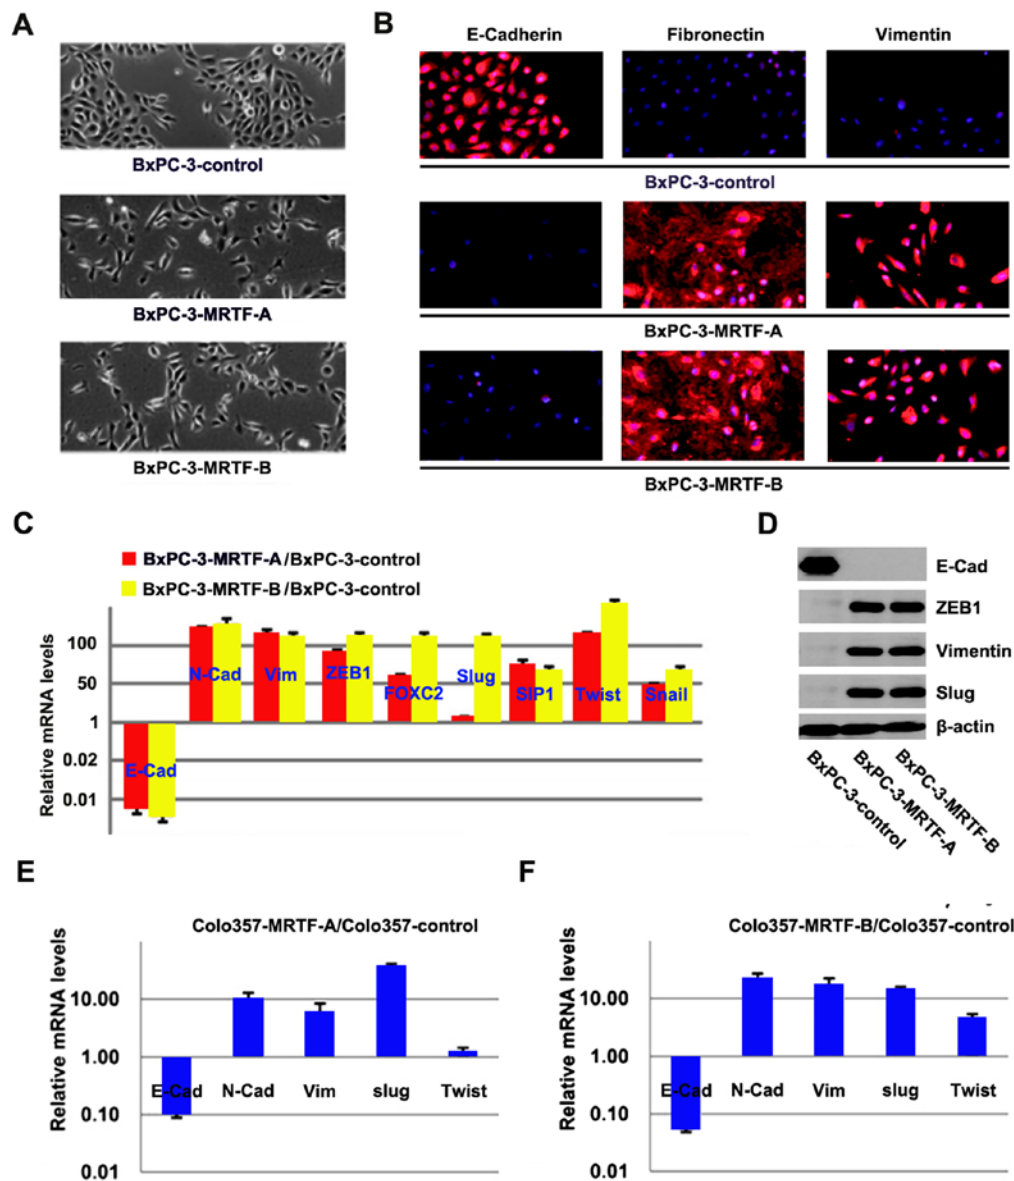 A
BxPC-3-control
BxPC-3-MRTF-A
BxPC-3-MRTF-B
B
E-Cadherin Fibronectin Vimentin
BxPC-3-control
BxPC-3-MRTF-A
BxPC-3-MRTF-B
C
BxPC-3-MRTF-A/BxPC-3-control
BxPC-3-MRTF-B/BxPC-3-control
Relative mRNA levels
100
50
1
0.02
0.01
E-Cad
N-Cad
Vim
ZEB1
FOXC2
Slug
SIP1
Twist
Snail
D
E-Cad
ZEB1
Vimentin
Slug
β-actin
BxPC-3-control
BxPC-3-MRTF-A
BxPC-3-MRTF-B
E
Colo357-MRTF-A/Colo357-control
Relative mRNA levels
10.00
1.00
0.10
0.01
E-Cad N-Cad Vim slug Twist
F
Colo357-MRTF-B/Colo357-control
Relative mRNA levels
10.00
1.00
0.10
0.01
E-Cad N-Cad Vim slug Twist